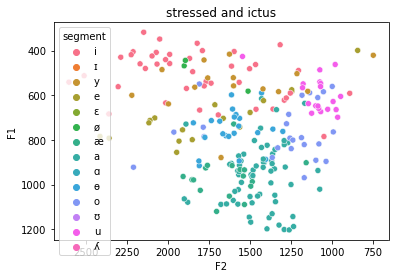 stressed and ictus
segment
i
ɪ
y
e
ɛ
ø
æ
a
ɑ
ɵ
o
ʊ
u
ʎ
400
600
800
1000
1200
F1
2500 2250 2000 1750 1500 1250 1000 750
F2